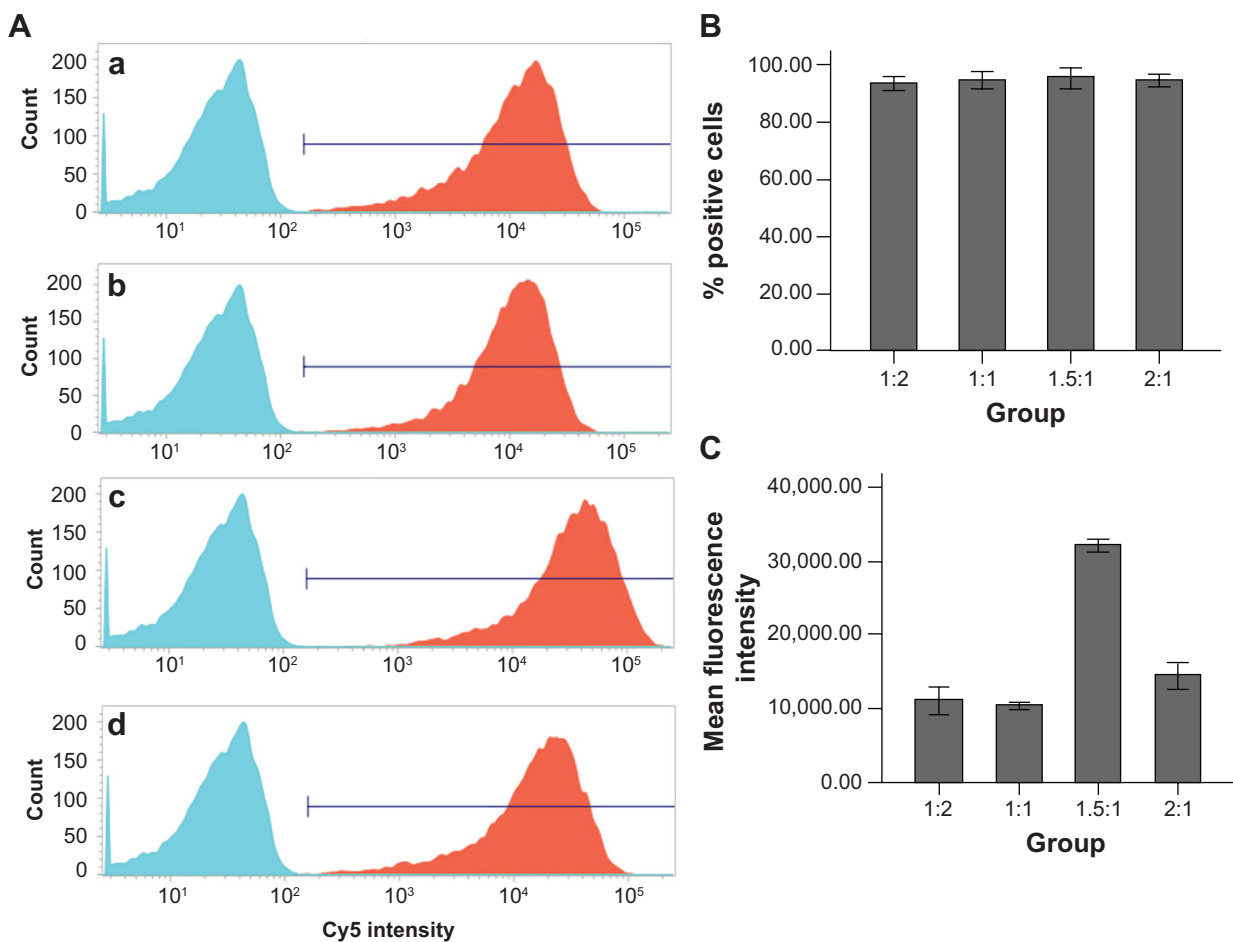 A
a
200
150
100
50
0
Count
10¹ 10² 10³ 10⁴ 10⁵
b
200
150
100
50
0
Count
10¹ 10² 10³ 10⁴ 10⁵
c
200
150
100
50
0
Count
10¹ 10² 10³ 10⁴ 10⁵
d
200
150
100
50
0
Count
10¹ 10² 10³ 10⁴ 10⁵
Cy5 intensity
B
100.00
80.00
60.00
40.00
20.00
0.00
% positive cells
1:2 1:1 1.5:1 2:1
Group
C
40,000.00
30,000.00
20,000.00
10,000.00
0.00
Mean fluorescence
intensity
1:2 1:1 1.5:1 2:1
Group